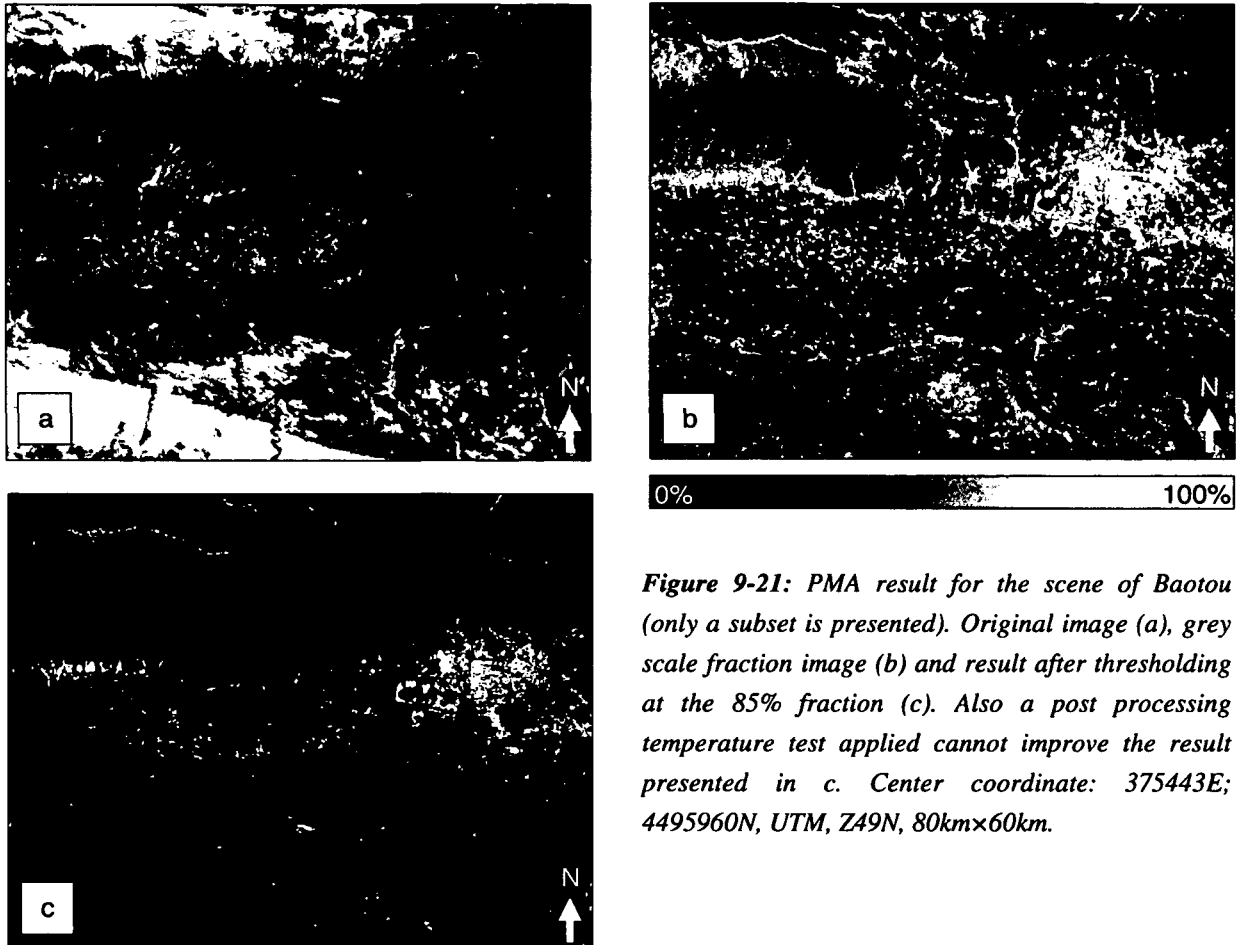 N
a
N
b
0% 100%
N
c
Figure 9-21: PMA result for the scene of Baotou
(only a subset is presented). Original image (a), grey
scale fraction image (b) and result after thresholding
at the 85% fraction (c). Also a post processing
temperature test applied cannot improve the result
presented in c. Center coordinate: 375443E;
4495960N, UTM, Z49N, 80km×60km.